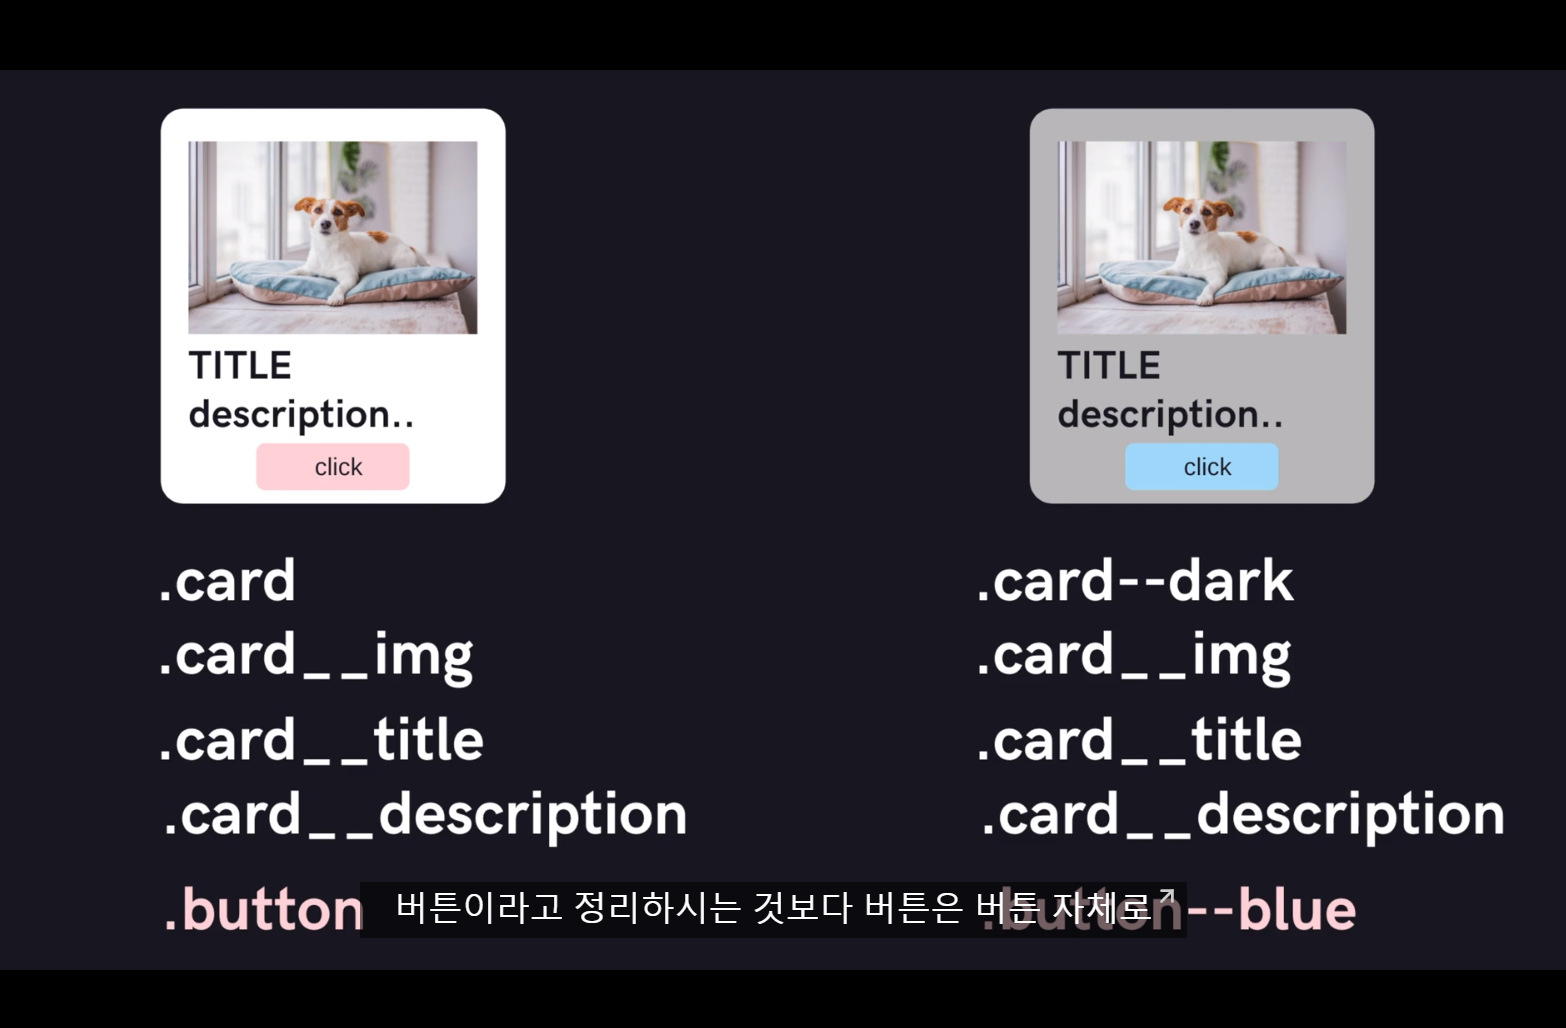 TITLE
description..
click
.card
.card__img
.card__title
.card__description
.button
TITLE
description..
click
.card--dark
.card__img
.card__title
.card__description
.button--blue
버튼이라고 정리하시는 것보다 버튼은 버튼 자체로